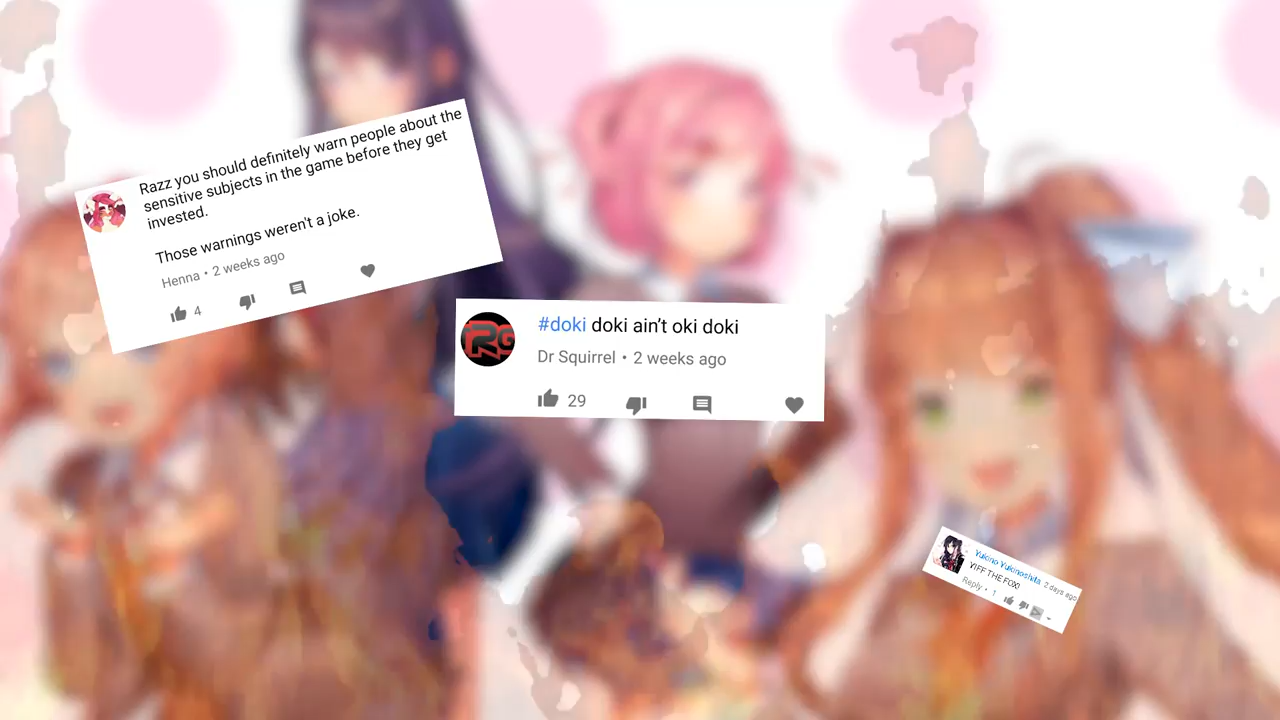 Razz you should definitely warn people about the
sensitive subjects in the game before they get
invested.
Those warnings weren't a joke.
Henna • 2 weeks ago
4
#doki doki ain't oki doki
Dr Squirrel • 2 weeks ago
29
TRG
Yukino Yukinoshita 2 days ago
YIFF THE FOX!
Reply • 1